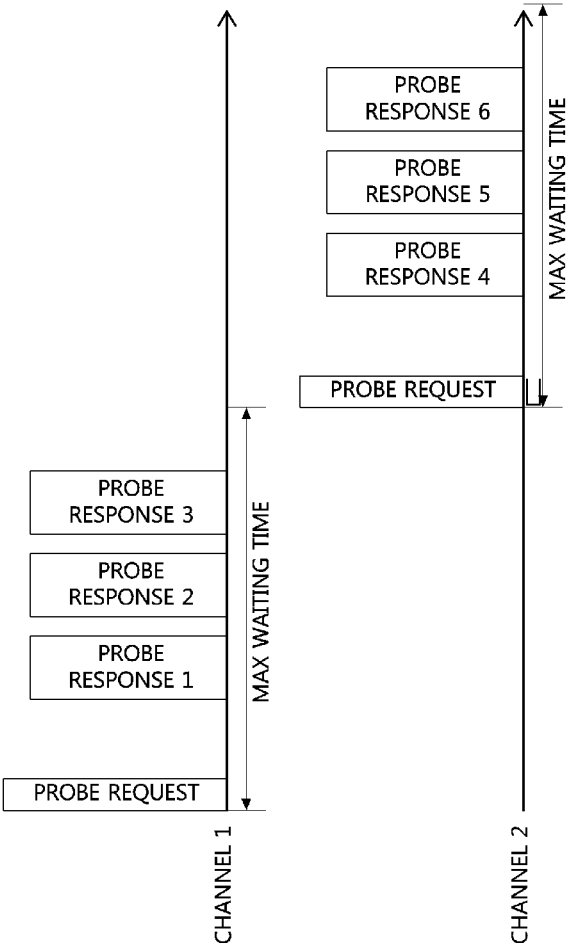 PROBE
RESPONSE 6
PROBE
RESPONSE 5
PROBE
RESPONSE 4
PROBE REQUEST
MAX WAITING TIME
PROBE
RESPONSE 3
PROBE
RESPONSE 2
PROBE
RESPONSE 1
PROBE REQUEST
MAX WAITING TIME
CHANNEL 1
CHANNEL 2